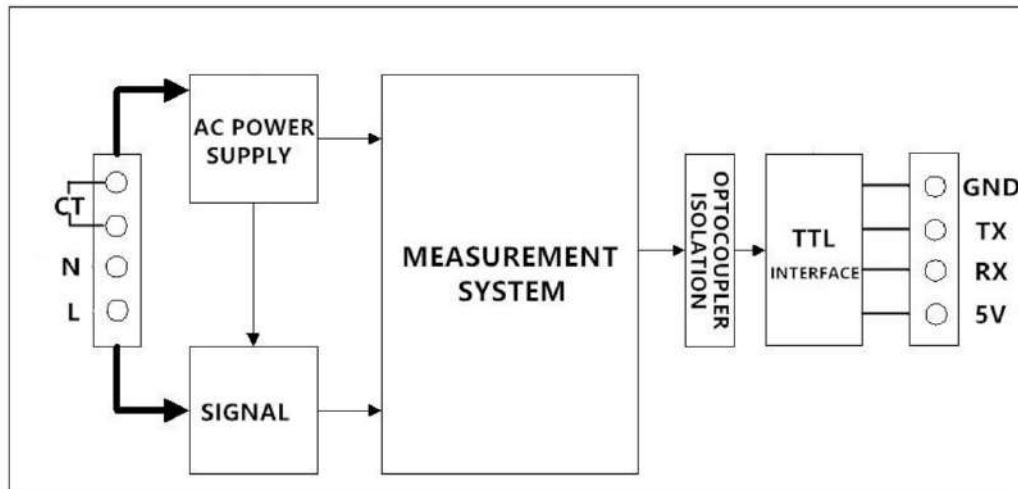 AC POWER
SUPPLY
CT
N
L
SIGNAL
MEASUREMENT
SYSTEM
OPTOCOUPLER
ISOLATION
TTL
INTERFACE
GND
TX
RX
5V